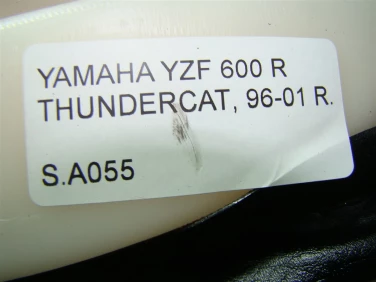 YAMAHA YZF 600 R
THUNDERCAT, 96-01 R.
S.A055